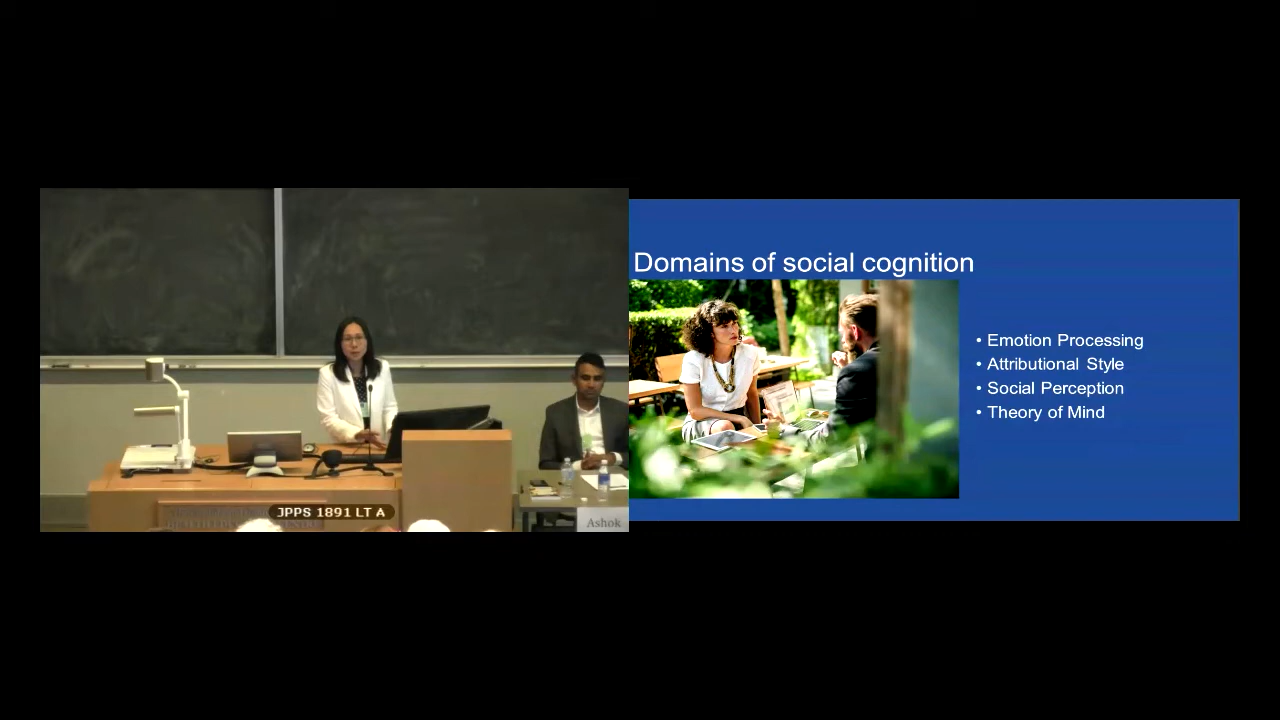 JPPS 1891 LT A
Ashok
Domains of social cognition
• Emotion Processing
• Attributional Style
• Social Perception
• Theory of Mind